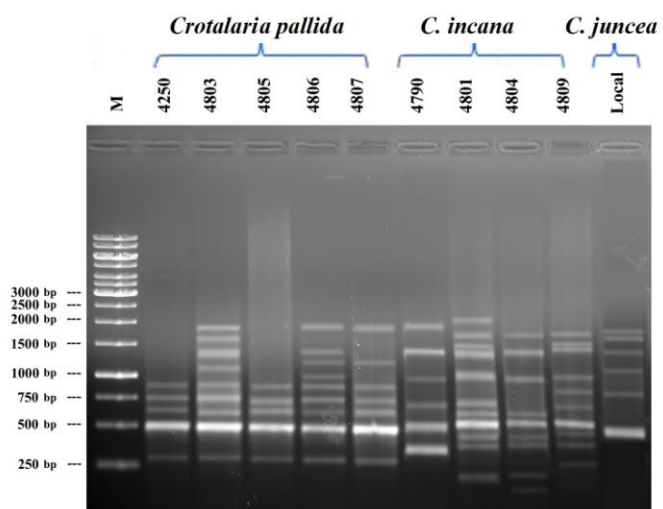 Crotalaria pallida C. incana C. juncea
M 4250 4803 4805 4806 4807 4790 4801 4804 4809 Local
3000 bp ---
2500 bp ---
2000 bp ---
1500 bp ---
1000 bp ---
750 bp ---
500 bp ---
250 bp ---